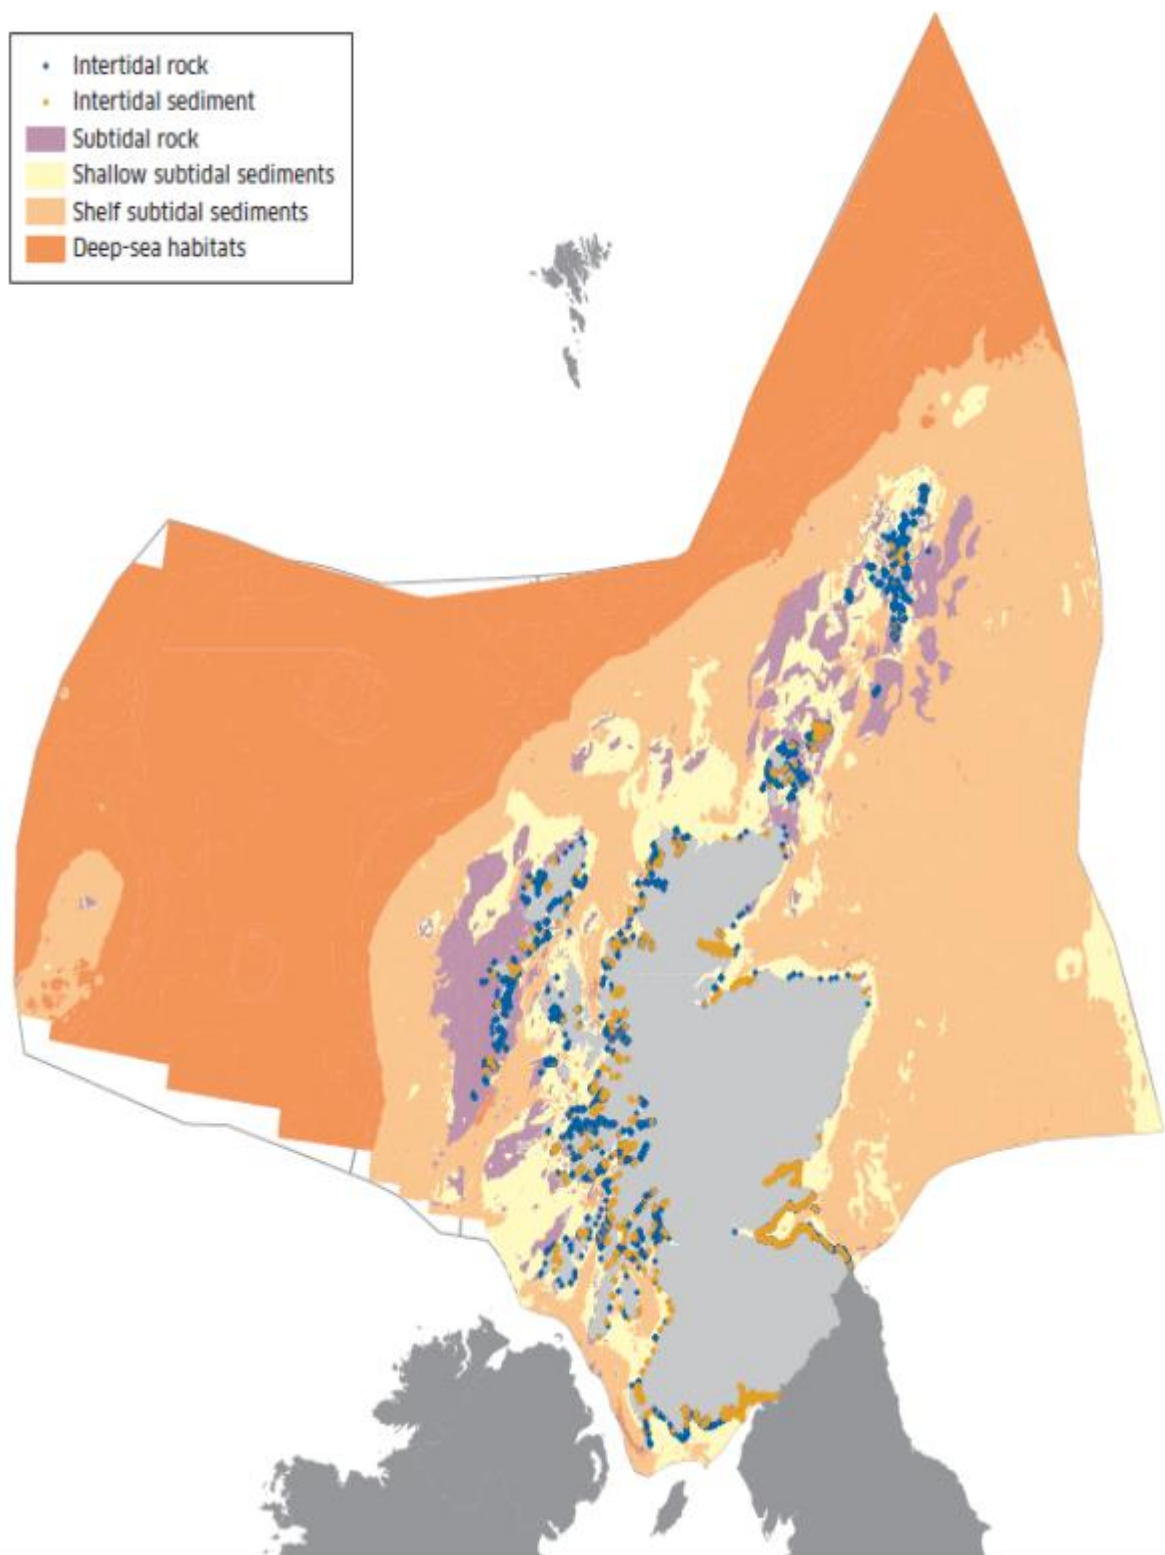 Intertidal rock
Intertidal sediment
Subtidal rock
Shallow subtidal sediments
Shelf subtidal sediments
Deep-sea habitats